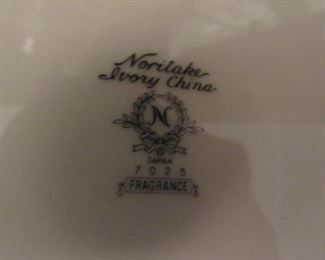 Noritake
Ivory China
N
JAPAN
7025
FRAGRANCE